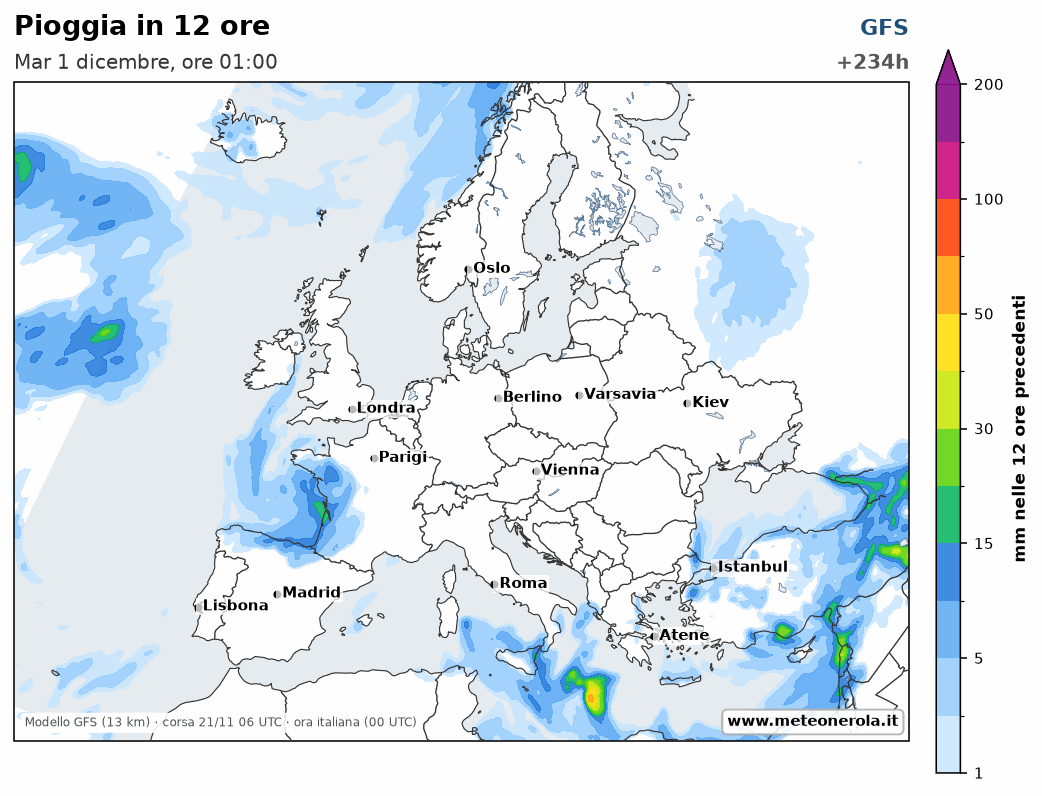 Pioggia in 12 ore
GFS
Mar 1 dicembre, ore 01:00
+234h
200
100
50
30
15
5
1
mm nelle 12 ore precedenti
Oslo
Berlino
Varsavia
Kiev
Londra
Parigi
Vienna
Istanbul
Roma
Madrid
Lisbona
Atene
Modello GFS (13 km) · corsa 21/11 06 UTC · ora italiana (00 UTC)
www.meteonerola.it